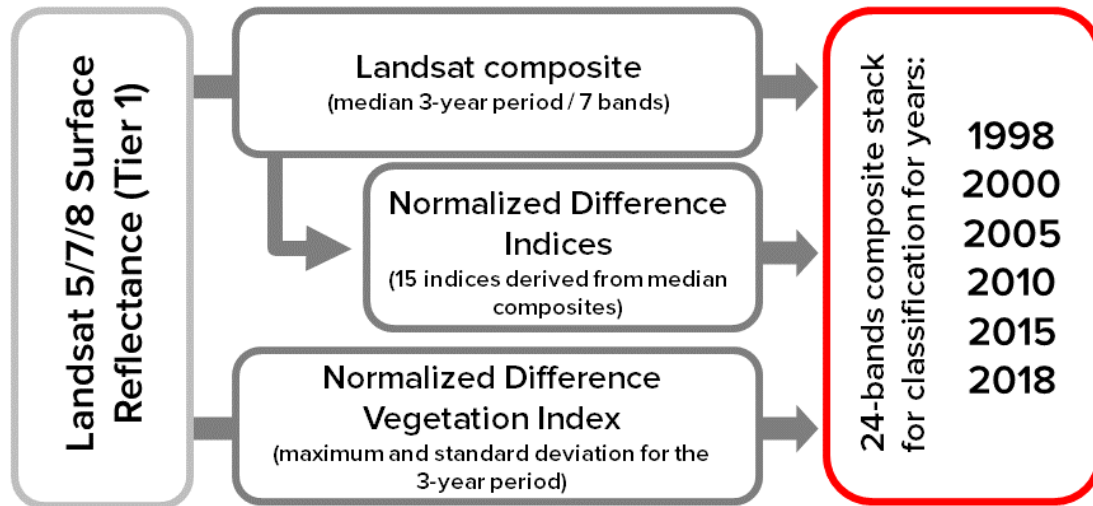 Landsat 5/7/8 Surface
Reflectance (Tier 1)
Landsat composite
(median 3-year period / 7 bands)
Normalized Difference
Indices
(15 indices derived from median
composites)
Normalized Difference
Vegetation Index
(maximum and standard deviation for the
3-year period)
24-bands composite stack
for classification for years:
1998
2000
2005
2010
2015
2018